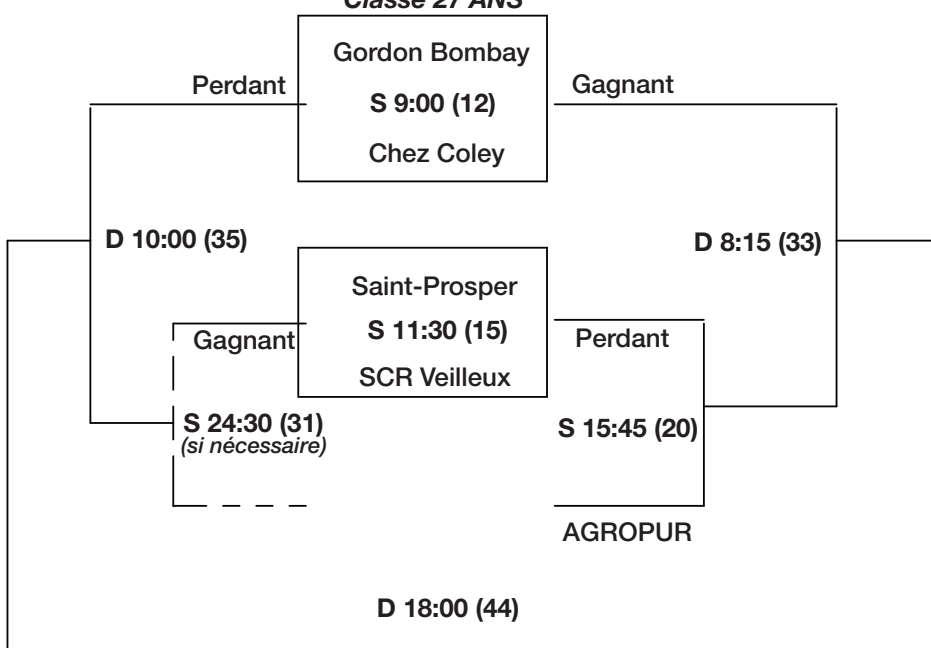 Classe 27 ANS
Gordon Bombay
Perdant
Gagnant
S 9:00 (12)
Chez Coley
D 10:00 (35)
D 8:15 (33)
Saint-Prosper
S 11:30 (15)
Gagnant
Perdant
SCR Veilleux
S 24:30 (31)
(si nécessaire)
S 15:45 (20)
AGROPUR
D 18:00 (44)